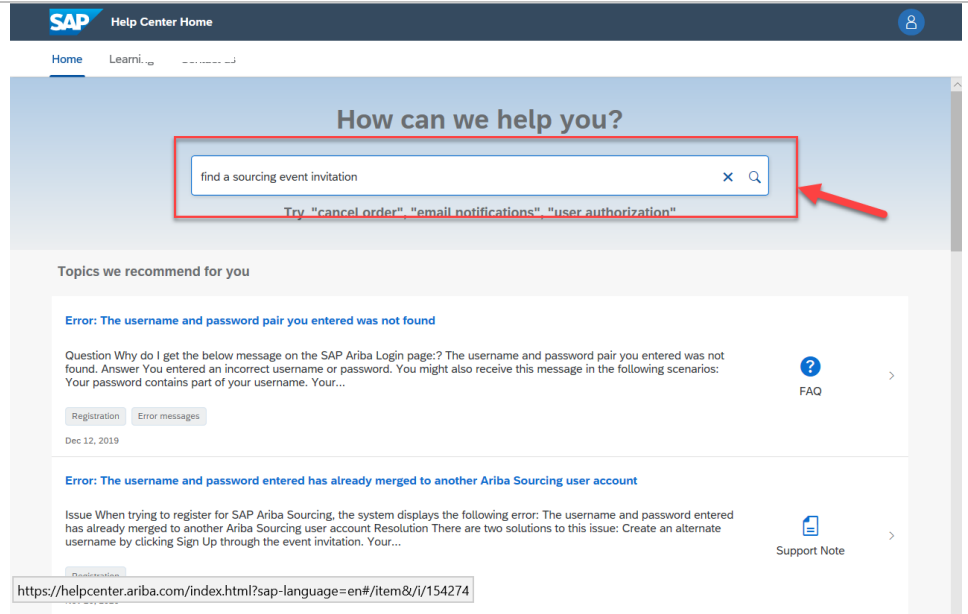 SAP Help Center Home
Home
How can we help you?
find a sourcing event invitation
Try "cancel order", "email notifications", "user authorization"
Topics we recommend for you
Error: The username and password pair you entered was not found
Question Why do I get the below message on the SAP Ariba Login page:? The username and password pair you entered was not
found. Answer You entered an incorrect username or password. You might also receive this message in the following scenarios:
Your password contains part of your username. Your...
FAQ
Registration Error messages
Dec 12, 2019
Error: The username and password entered has already merged to another Ariba Sourcing user account
Issue When trying to register for SAP Ariba Sourcing, the system displays the following error: The username and password entered
has already merged to another Ariba Sourcing user account Resolution There are two solutions to this issue: Create an alternate
username by clicking Sign Up through the event invitation. Your...
Support Note
Registration
https://helpcenter.ariba.com/index.html?sap-language=en#/item&/i/154274